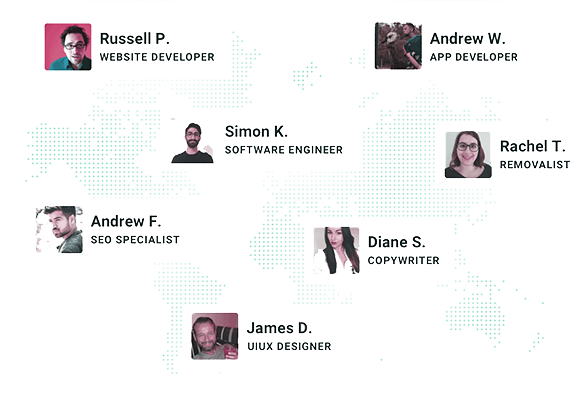 Russell P.
WEBSITE DEVELOPER
Andrew W.
APP DEVELOPER
Simon K.
SOFTWARE ENGINEER
Rachel T.
REMOVALIST
Andrew F.
SEO SPECIALIST
Diane S.
COPYWRITER
James D.
UIUX DESIGNER